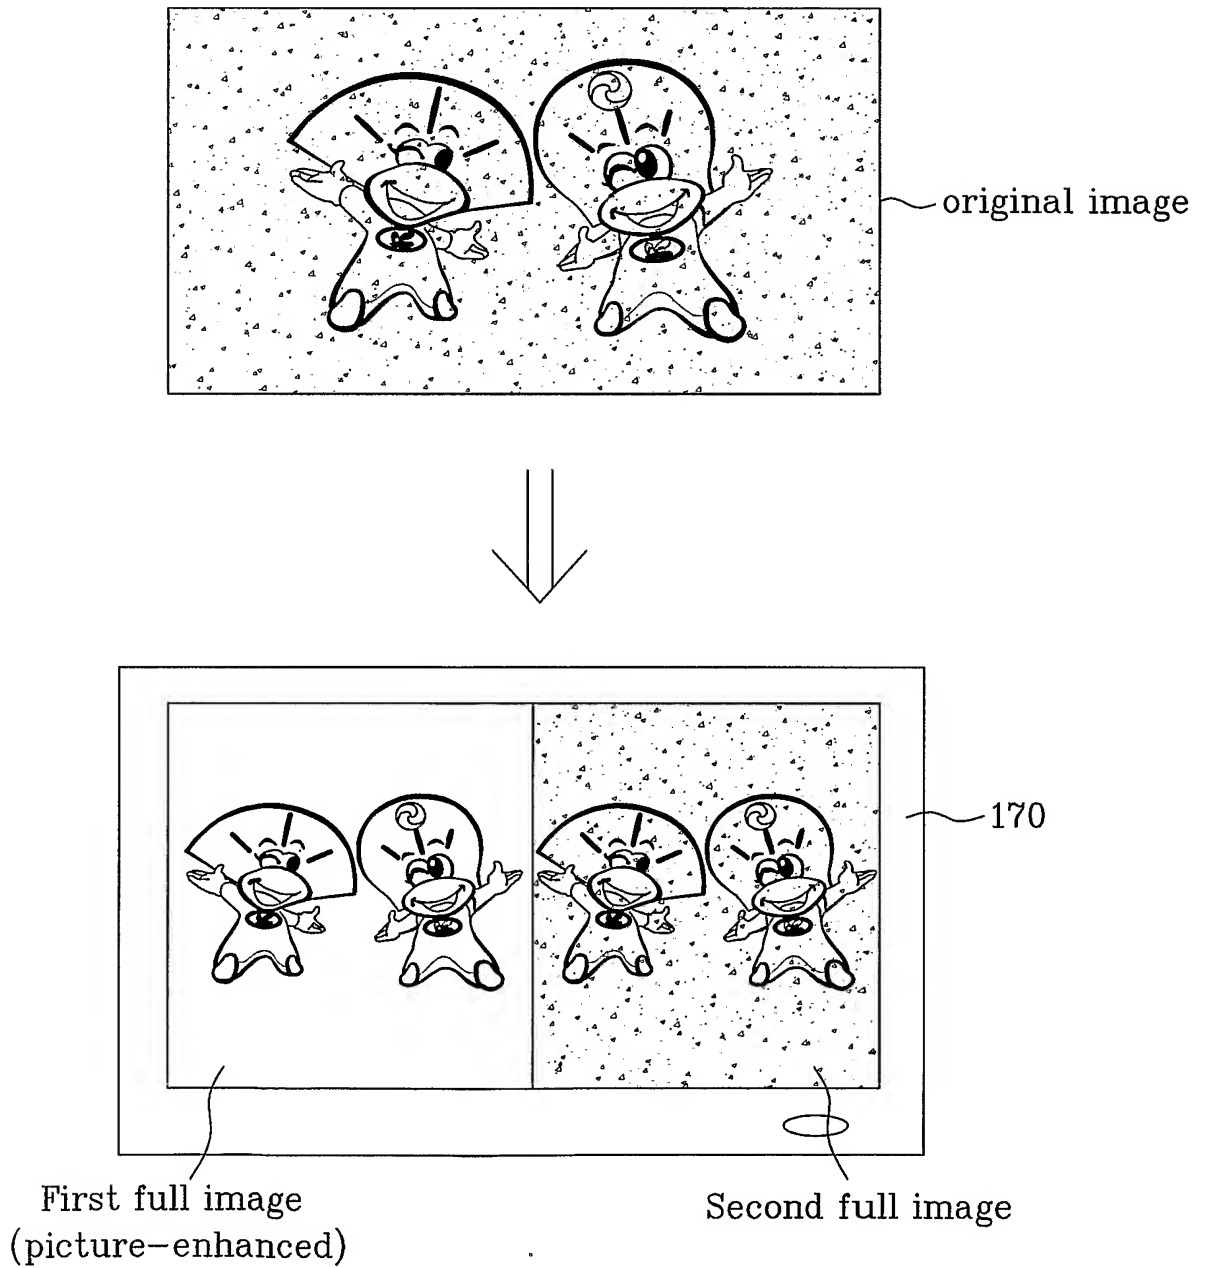 original image
170
First full image
(picture-enhanced)
Second full image